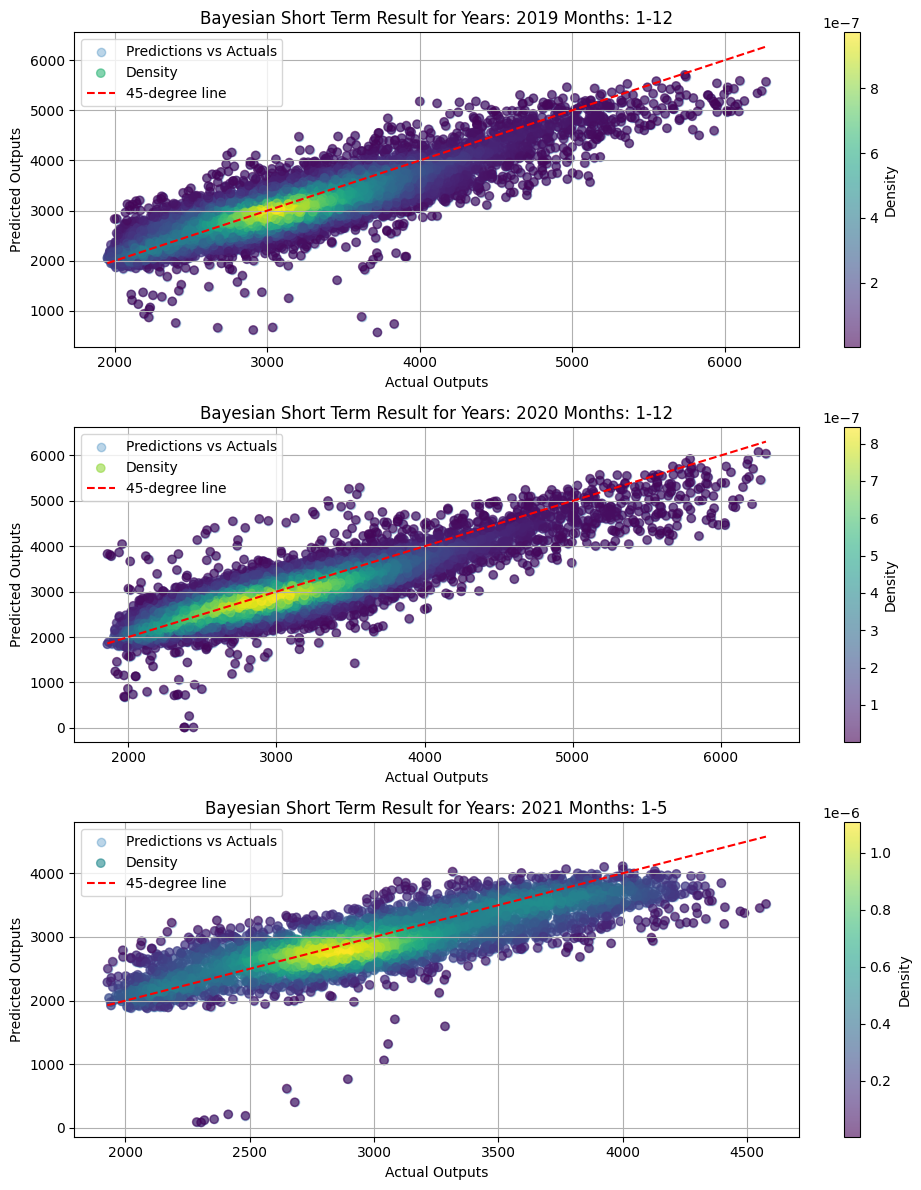 Bayesian Short Term Result for Years: 2019 Months: 1-12
1e−7
Predictions vs Actuals
Density
45-degree line
6000
5000
4000
3000
2000
1000
Predicted Outputs
2000 3000 4000 5000 6000
Actual Outputs
8
6
4
2
Density
Bayesian Short Term Result for Years: 2020 Months: 1-12
1e−7
Predictions vs Actuals
Density
45-degree line
6000
5000
4000
3000
2000
1000
0
Predicted Outputs
2000 3000 4000 5000 6000
Actual Outputs
8
7
6
5
4
3
2
1
Density
Bayesian Short Term Result for Years: 2021 Months: 1-5
1e−6
Predictions vs Actuals
Density
45-degree line
4000
3000
2000
1000
0
Predicted Outputs
2000 2500 3000 3500 4000 4500
Actual Outputs
1.0
0.8
0.6
0.4
0.2
Density